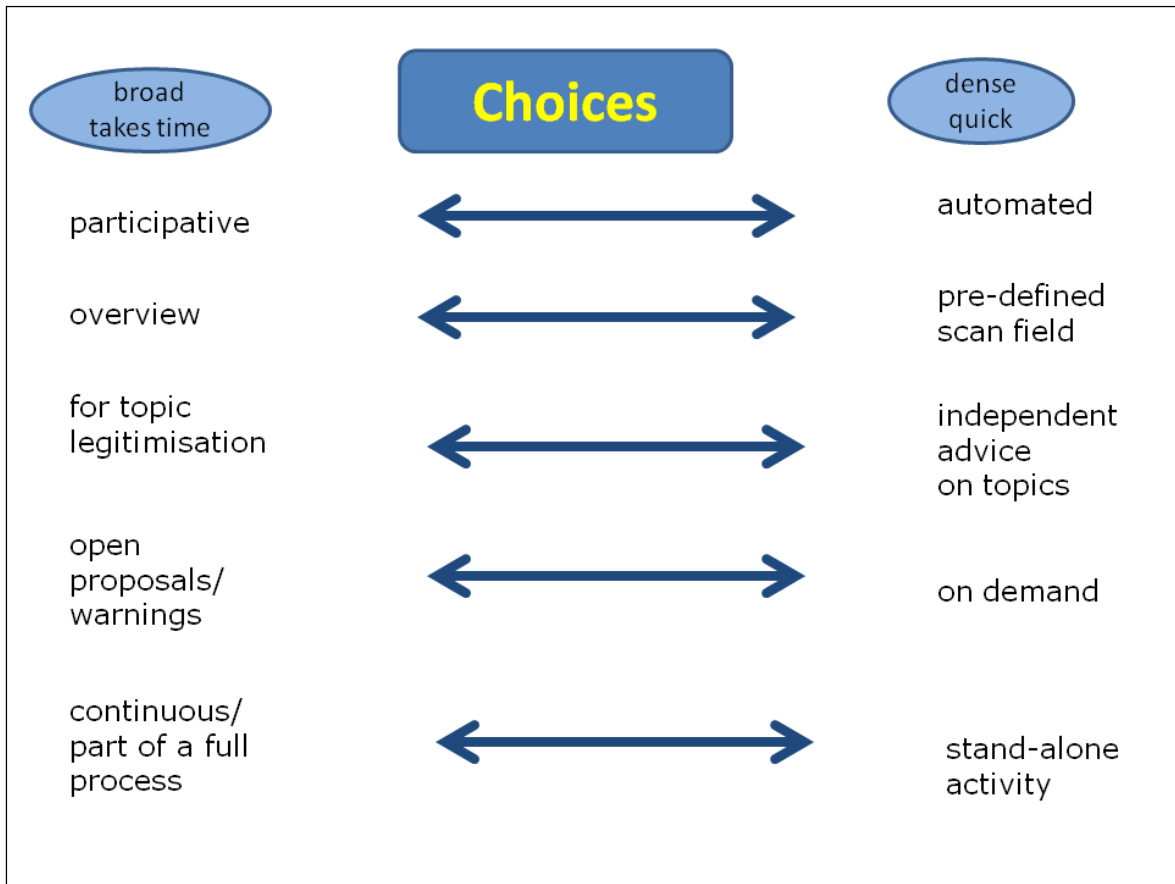 broad
takes time
Choices
dense
quick
participative
automated
overview
pre-defined
scan field
for topic
legitimisation
independent
advice
on topics
open
proposals/
warnings
on demand
continuous/
part of a full
process
stand-alone
activity